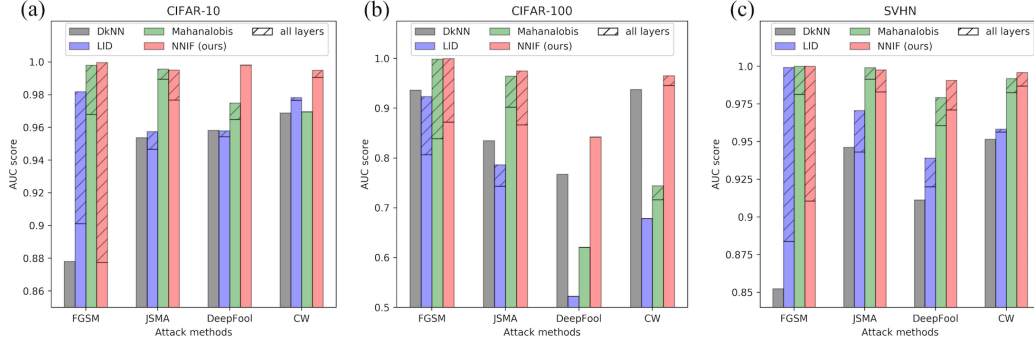 (a)
CIFAR-10
DkNN
LID
Mahanalobis
NNIF (ours)
all layers
AUC score
1.0
0.98
0.96
0.94
0.92
0.9
0.88
0.86
FGSM JSMA DeepFool CW
Attack methods
(b)
CIFAR-100
DkNN
LID
Mahanalobis
NNIF (ours)
all layers
AUC score
1.0
0.9
0.8
0.7
0.6
0.5
FGSM JSMA DeepFool CW
Attack methods
(c)
SVHN
DkNN
LID
Mahanalobis
NNIF (ours)
all layers
AUC score
1.0
0.975
0.95
0.925
0.9
0.875
0.85
FGSM JSMA DeepFool CW
Attack methods